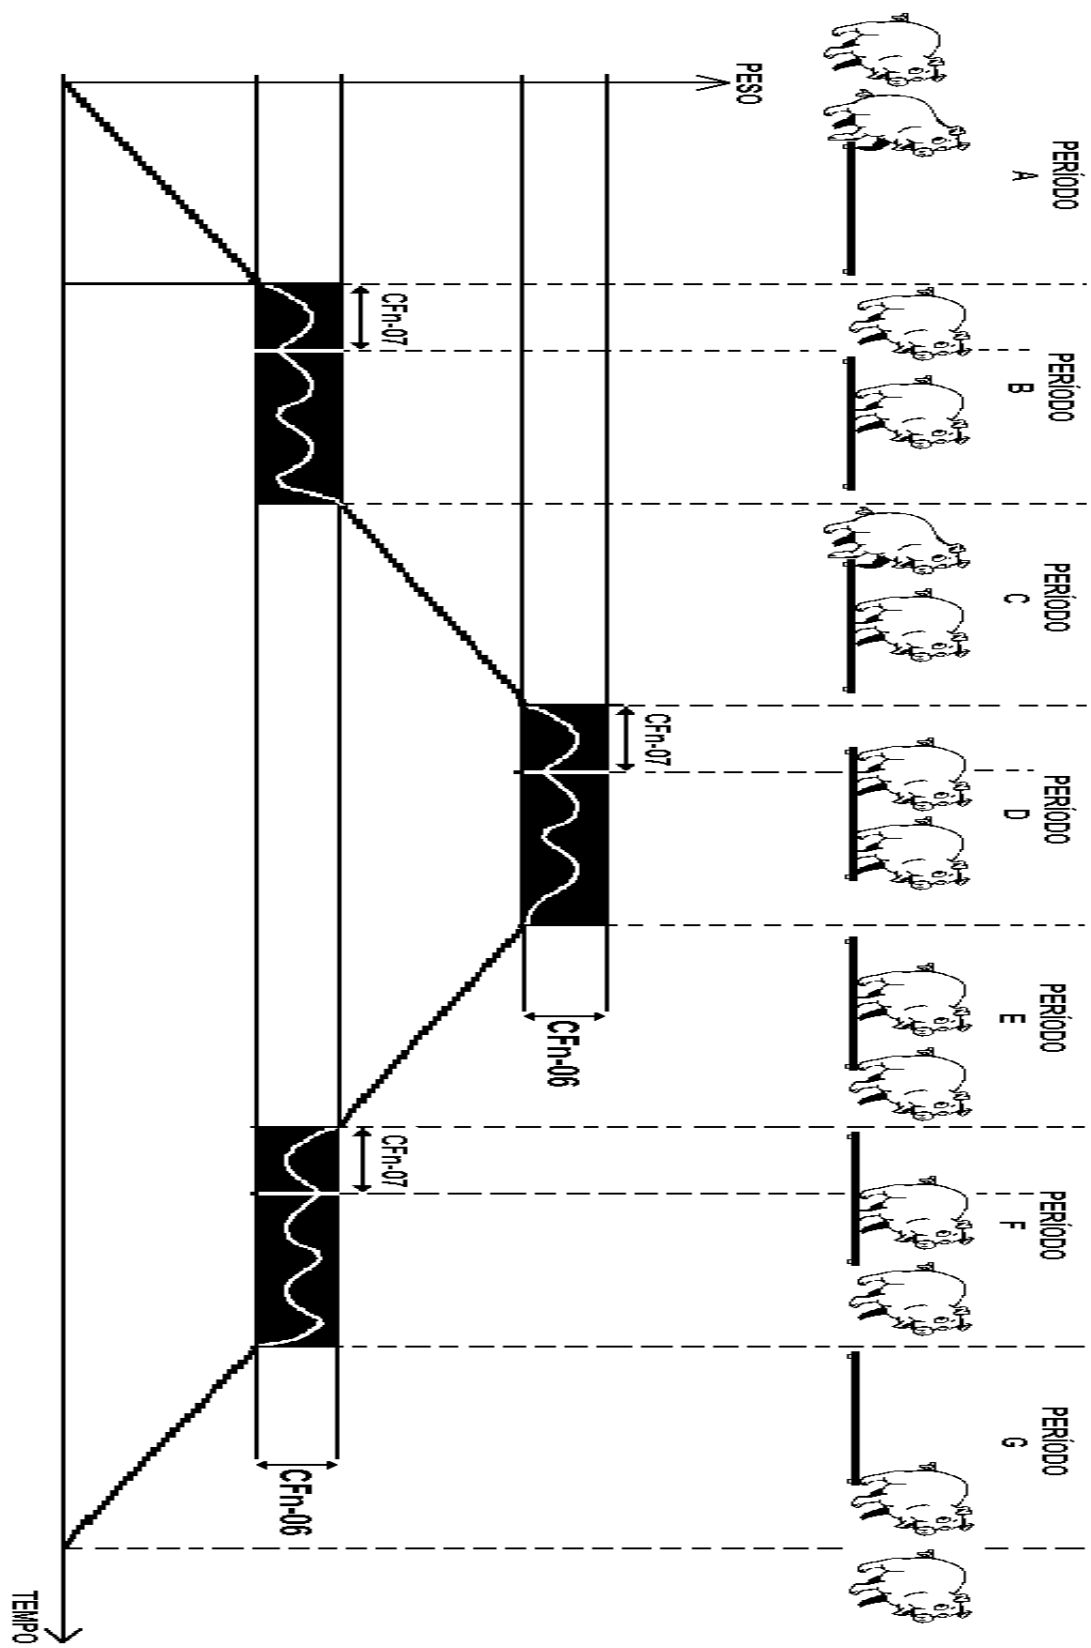 PERÍODO
A
PERÍODO
B
PERÍODO
C
PERÍODO
D
PERÍODO
E
PERÍODO
F
PERÍODO
G
PESO
CFn-07
CFn-07
CFn-06
CFn-07
CFn-06
TEMPO